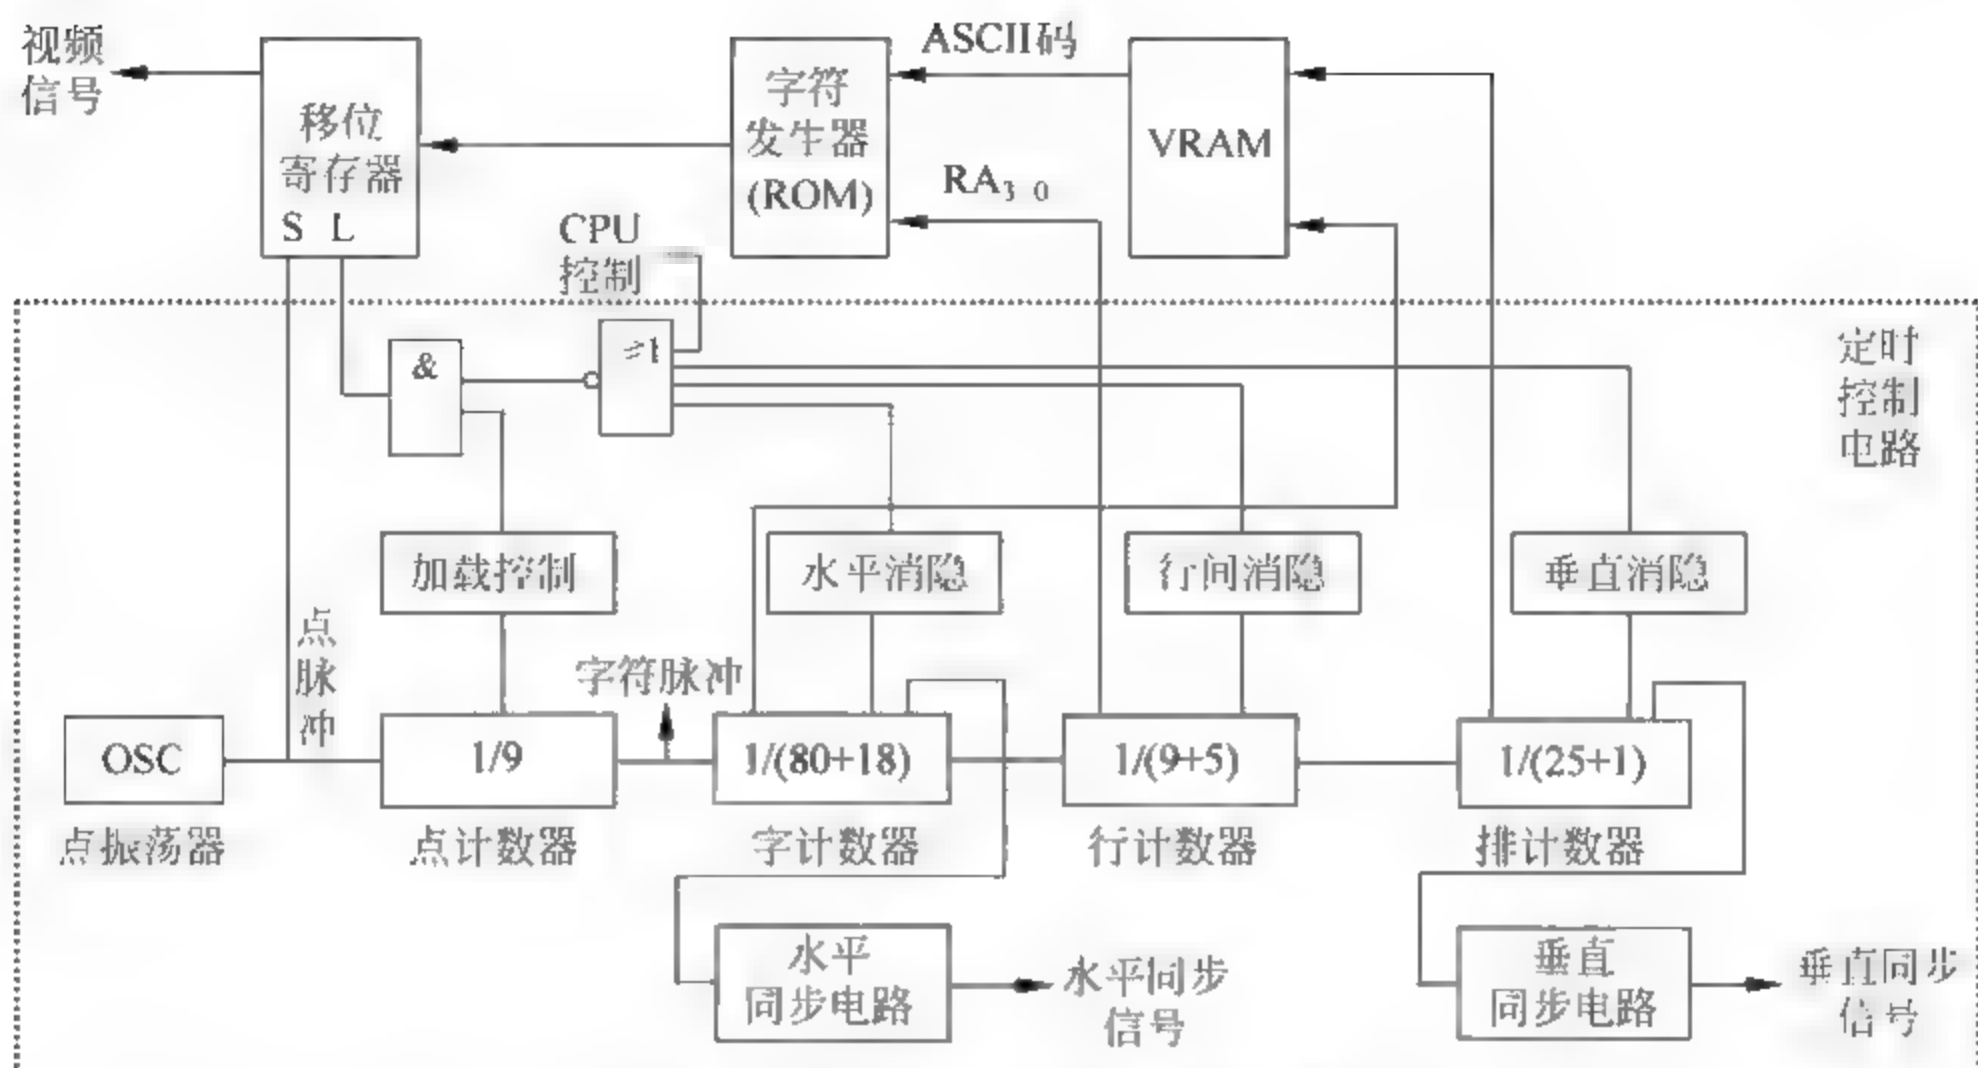 视频
信号
移位
寄存器
S L
字符
发生器
(ROM)
ASCII码
RA3 0
VRAM
CPU
控制
&
≥1
定时
控制
电路
加载控制
水平消隐
行间消隐
垂直消隐
点
脉
冲
字符脉冲
OSC
1/9
1/(80+18)
1/(9+5)
1/(25+1)
点振荡器
点计数器
字计数器
行计数器
排计数器
水平
同步电路
水平同步
信号
垂直
同步电路
垂直同步
信号